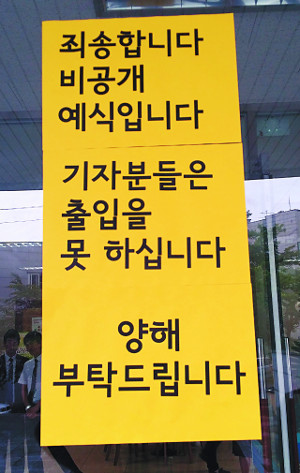 죄송합니다
비공개
예식입니다
기자분들은
출입을
못 하십니다
양해
부탁드립니다